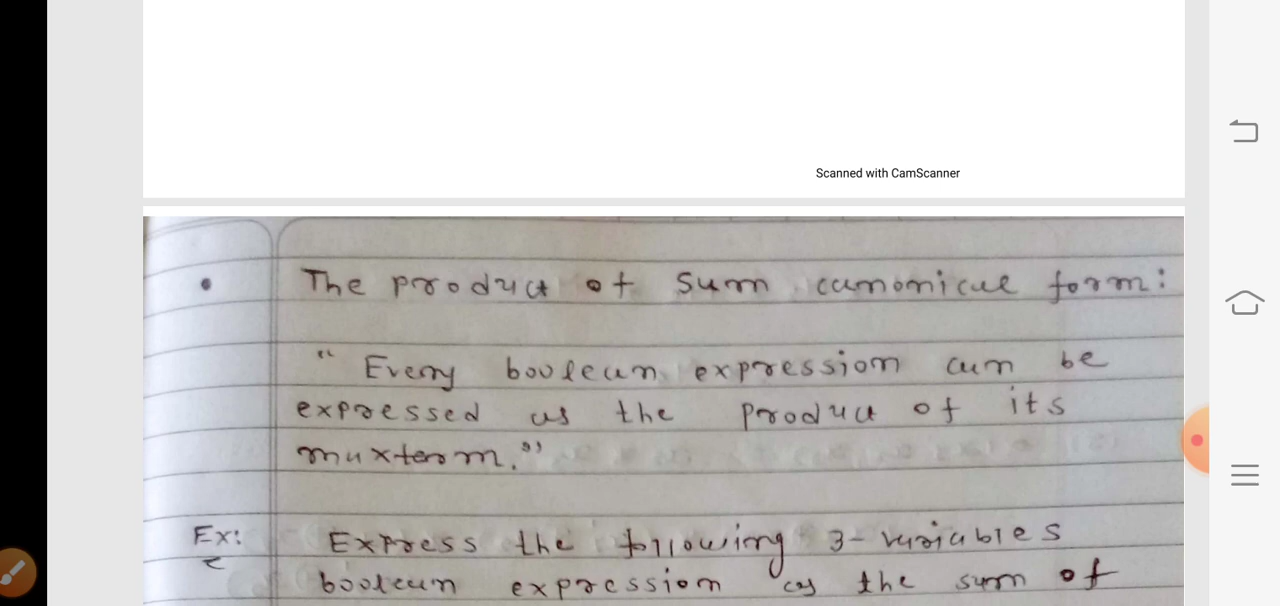 Scanned with CamScanner
The product of sum canonical form:
"Every boolean expression can be
expressed as the product of its
maxterm."
Ex: Express the following 3-variables
boolean expression as the sum of